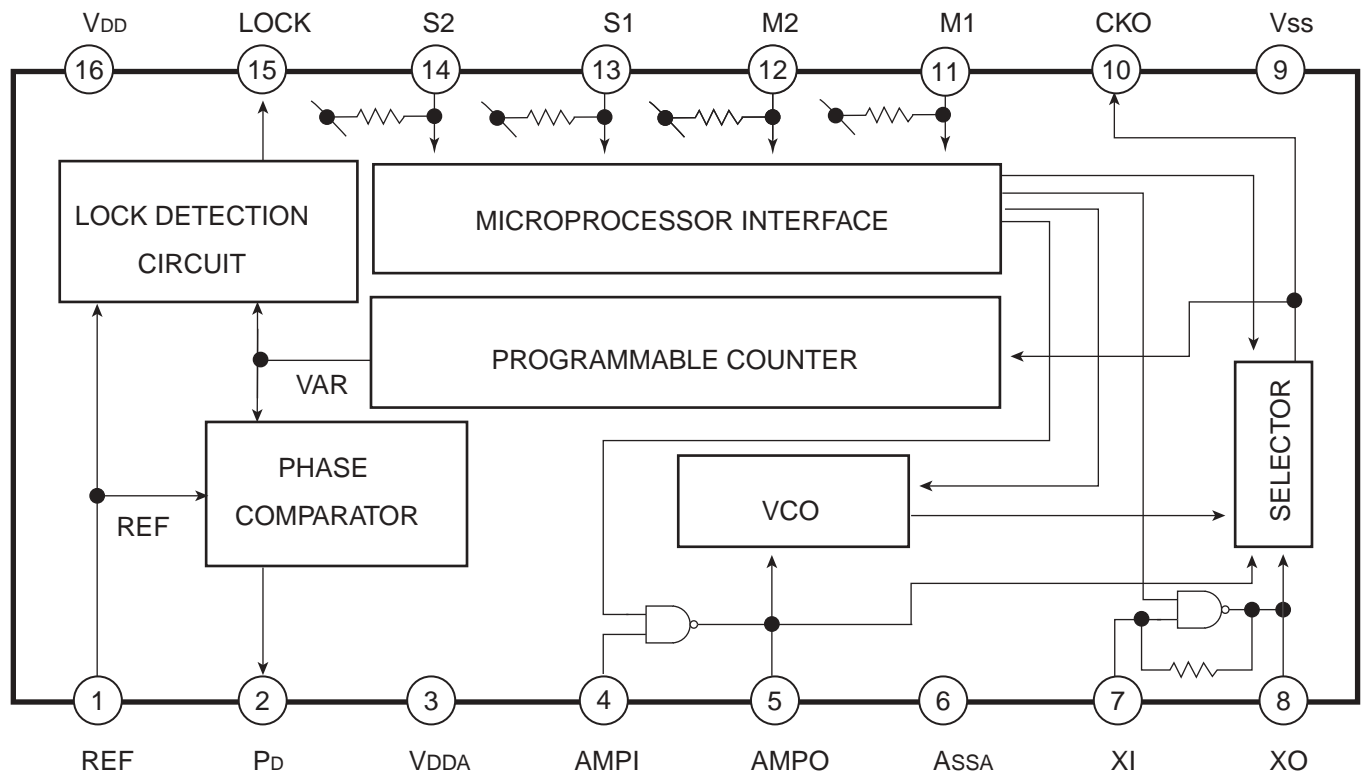 VDD LOCK S2 S1 M2 M1 CKO Vss
16 15 14 13 12 11 10 9
LOCK DETECTION
CIRCUIT
MICROPROCESSOR INTERFACE
PROGRAMMABLE COUNTER
VAR
PHASE
COMPARATOR
REF
VCO
SELECTOR
1 2 3 4 5 6 7 8
REF PD VDDA AMPI AMPO ASSA XI XO